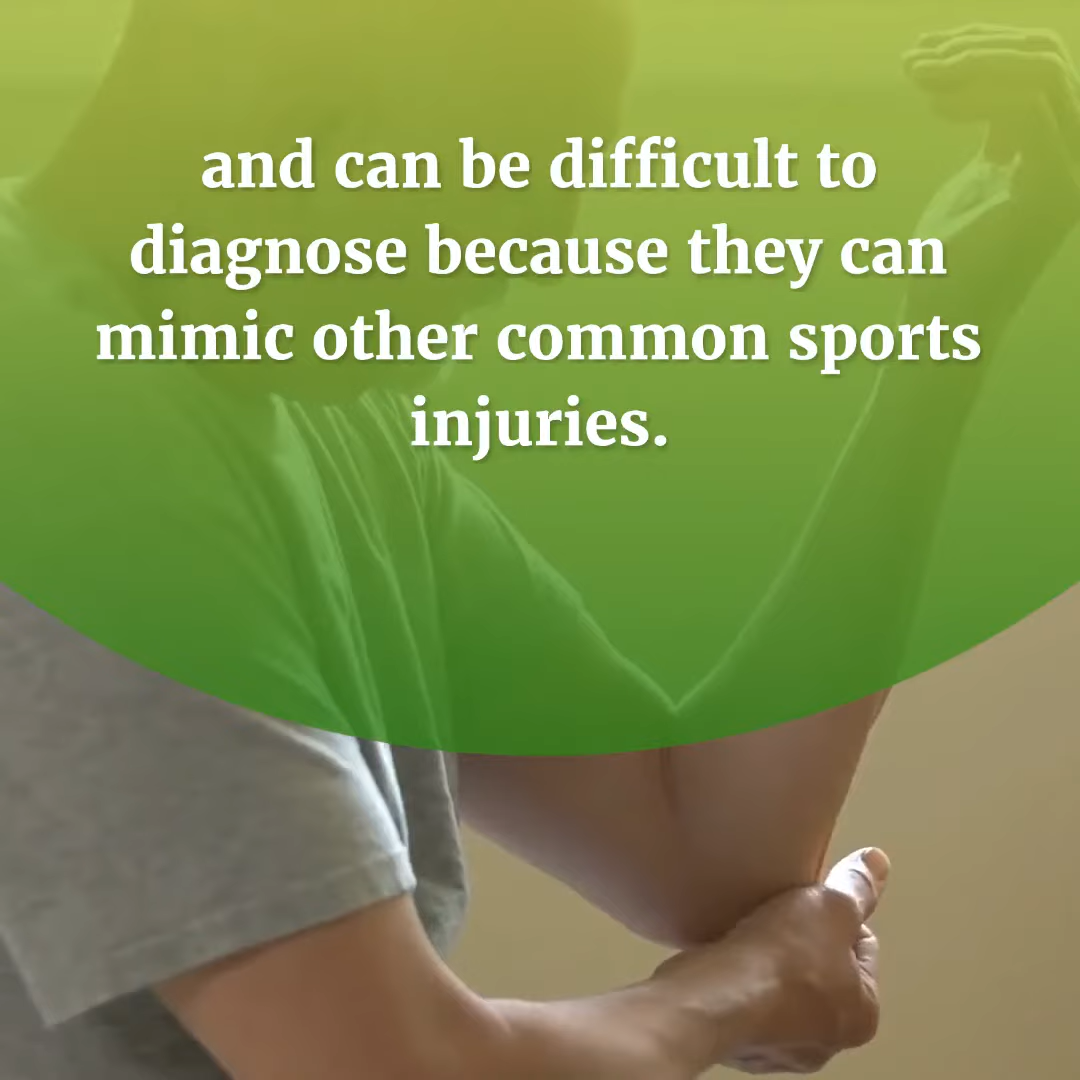 and can be difficult to
diagnose because they can
mimic other common sports
injuries.